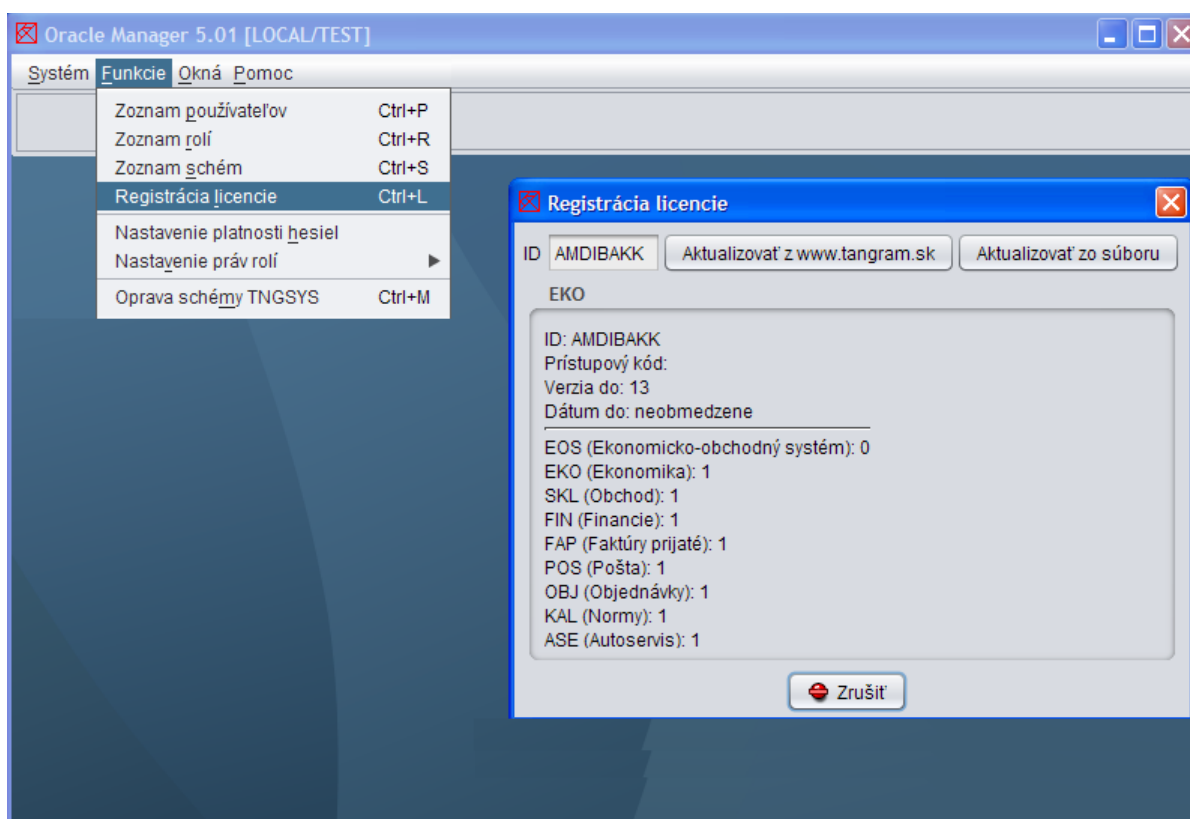 Oracle Manager 5.01 [LOCAL/TEST]
Systém Funkcie Okná Pomoc
Zoznam používateľov Ctrl+P
Zoznam rolí Ctrl+R
Zoznam schém Ctrl+S
Registrácia licencie Ctrl+L
Nastavenie platnosti hesiel
Nastavenie práv rolí
Oprava schémy TNGSYS Ctrl+M
Registrácia licencie
ID AMDIBAKK Aktualizovať z www.tangram.sk Aktualizovať zo súboru
EKO
ID: AMDIBAKK
Prístupový kód:
Verzia do: 13
Dátum do: neobmedzene
EOS (Ekonomicko-obchodný systém): 0
EKO (Ekonomika): 1
SKL (Obchod): 1
FIN (Financie): 1
FAP (Faktúry prijaté): 1
POS (Pošta): 1
OBJ (Objednávky): 1
KAL (Normy): 1
ASE (Autoservis): 1
Zrušiť